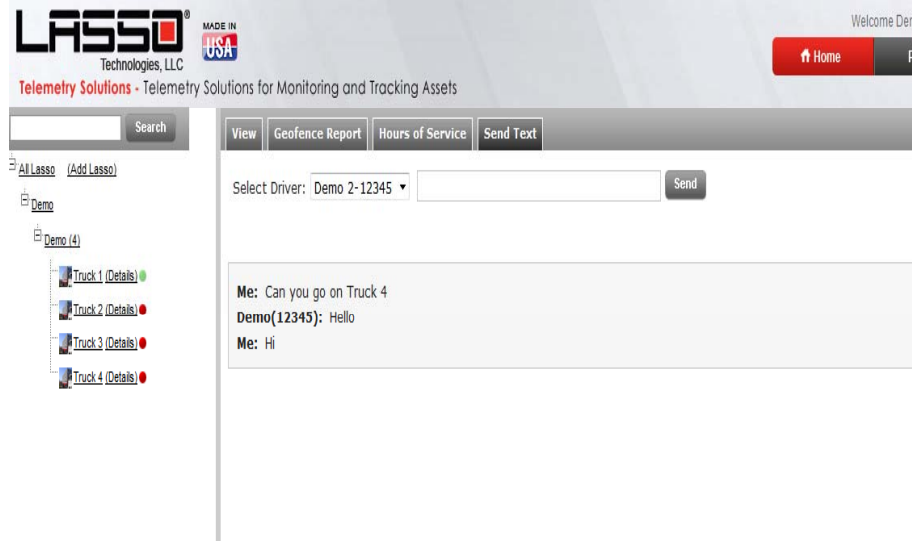 LASSO®
Technologies, LLC
MADE IN
USA
Telemetry Solutions - Telemetry Solutions for Monitoring and Tracking Assets
Welcome Der
Home
Search
All Lasso (Add Lasso)
Demo
Demo (4)
Truck 1 (Details)
Truck 2 (Details)
Truck 3 (Details)
Truck 4 (Details)
View Geofence Report Hours of Service Send Text
Select Driver: Demo 2-12345 Send
Me: Can you go on Truck 4
Demo(12345): Hello
Me: Hi